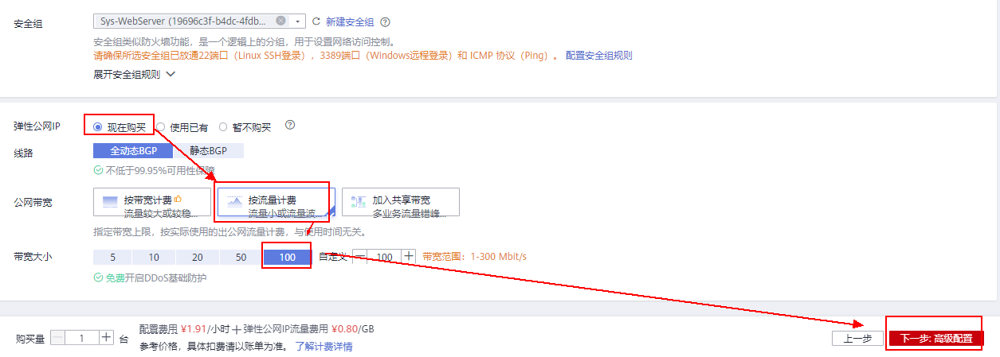 安全组 Sys-WebServer (19696c3f-b4dc-4fdb... 新建安全组
安全组类似防火墙功能，是一个逻辑上的分组，用于设置网络访问控制。
请确保所选安全组已放通22端口（Linux SSH登录），3389端口（Windows远程登录）和 ICMP 协议（Ping）。 配置安全组规则
展开安全组规则
弹性公网IP 现在购买 使用已有 暂不购买
线路 全动态BGP 静态BGP
不低于99.95%可用性保障
公网带宽 按带宽计费 按流量计费 加入共享带宽
流量较大或较稳... 流量小或流量波... 多业务流量错峰...
指定带宽上限，按实际使用的出公网流量计费，与使用时间无关。
带宽大小 5 10 20 50 100 自定义 — 100 + 带宽范围：1-300 Mbit/s
免费开启DDoS基础防护
购买量 — 1 + 台 配置费用 ¥1.91/小时 + 弹性公网IP流量费用 ¥0.80/GB
参考价格，具体扣费请以账单为准。 了解计费详情
上一步 下一步: 高级配置